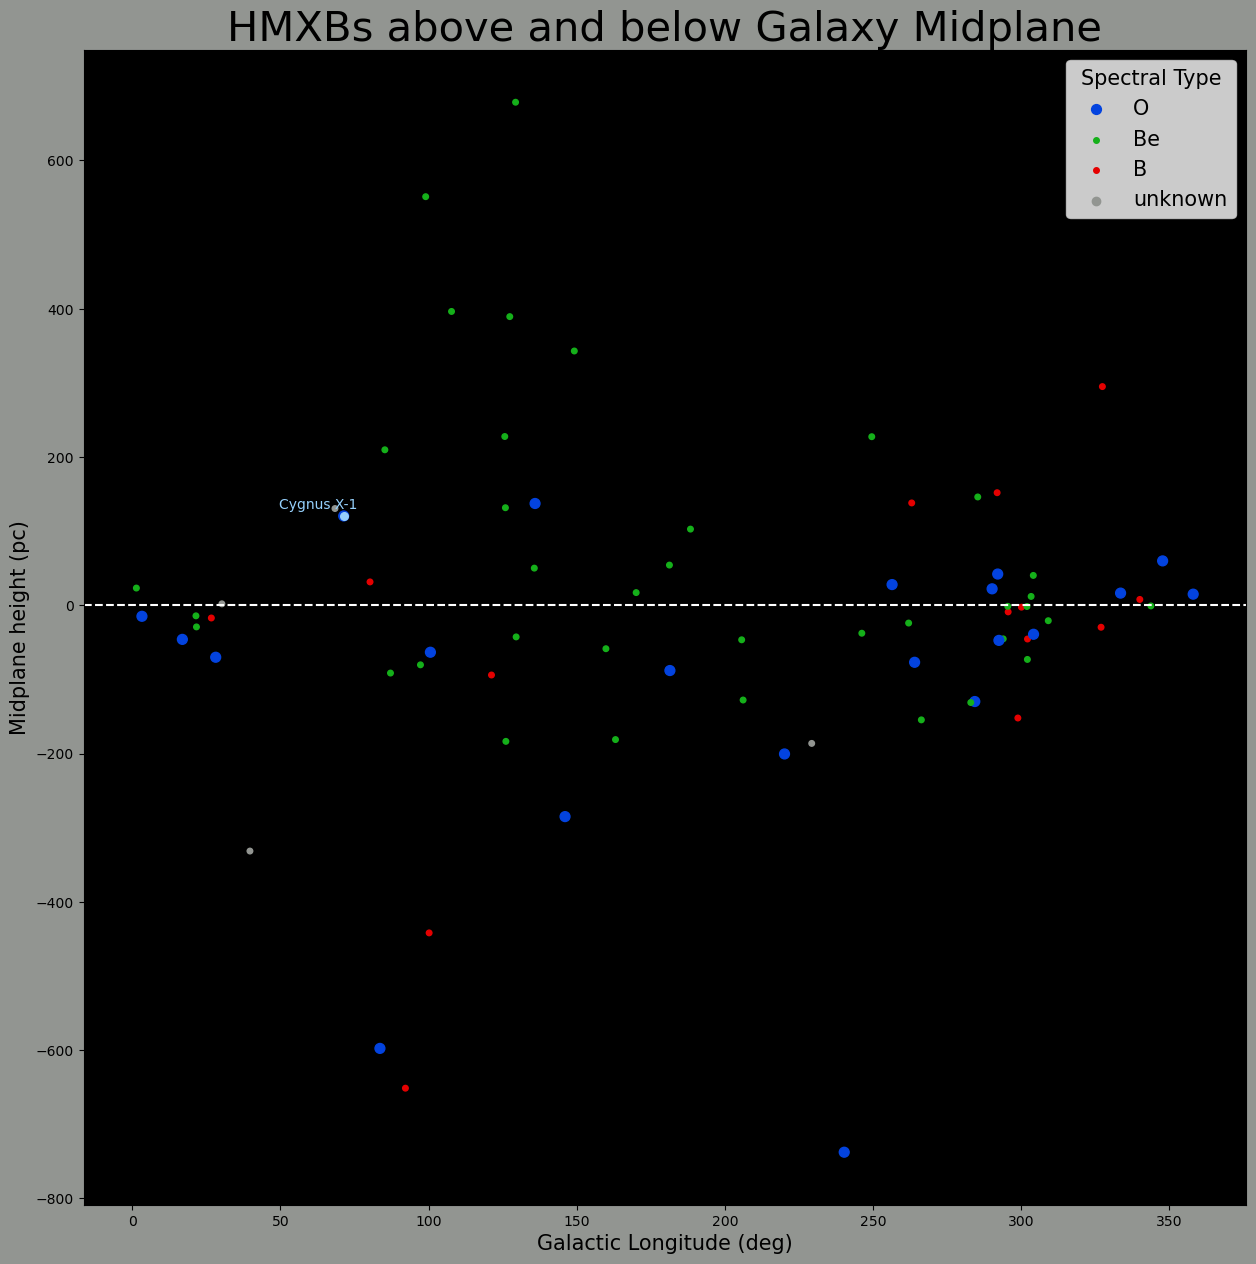 HMXBs above and below Galaxy Midplane
Spectral Type
O
Be
B
unknown
Cygnus X-1
Midplane height (pc)
600
400
200
0
−200
−400
−600
−800
0 50 100 150 200 250 300 350
Galactic Longitude (deg)